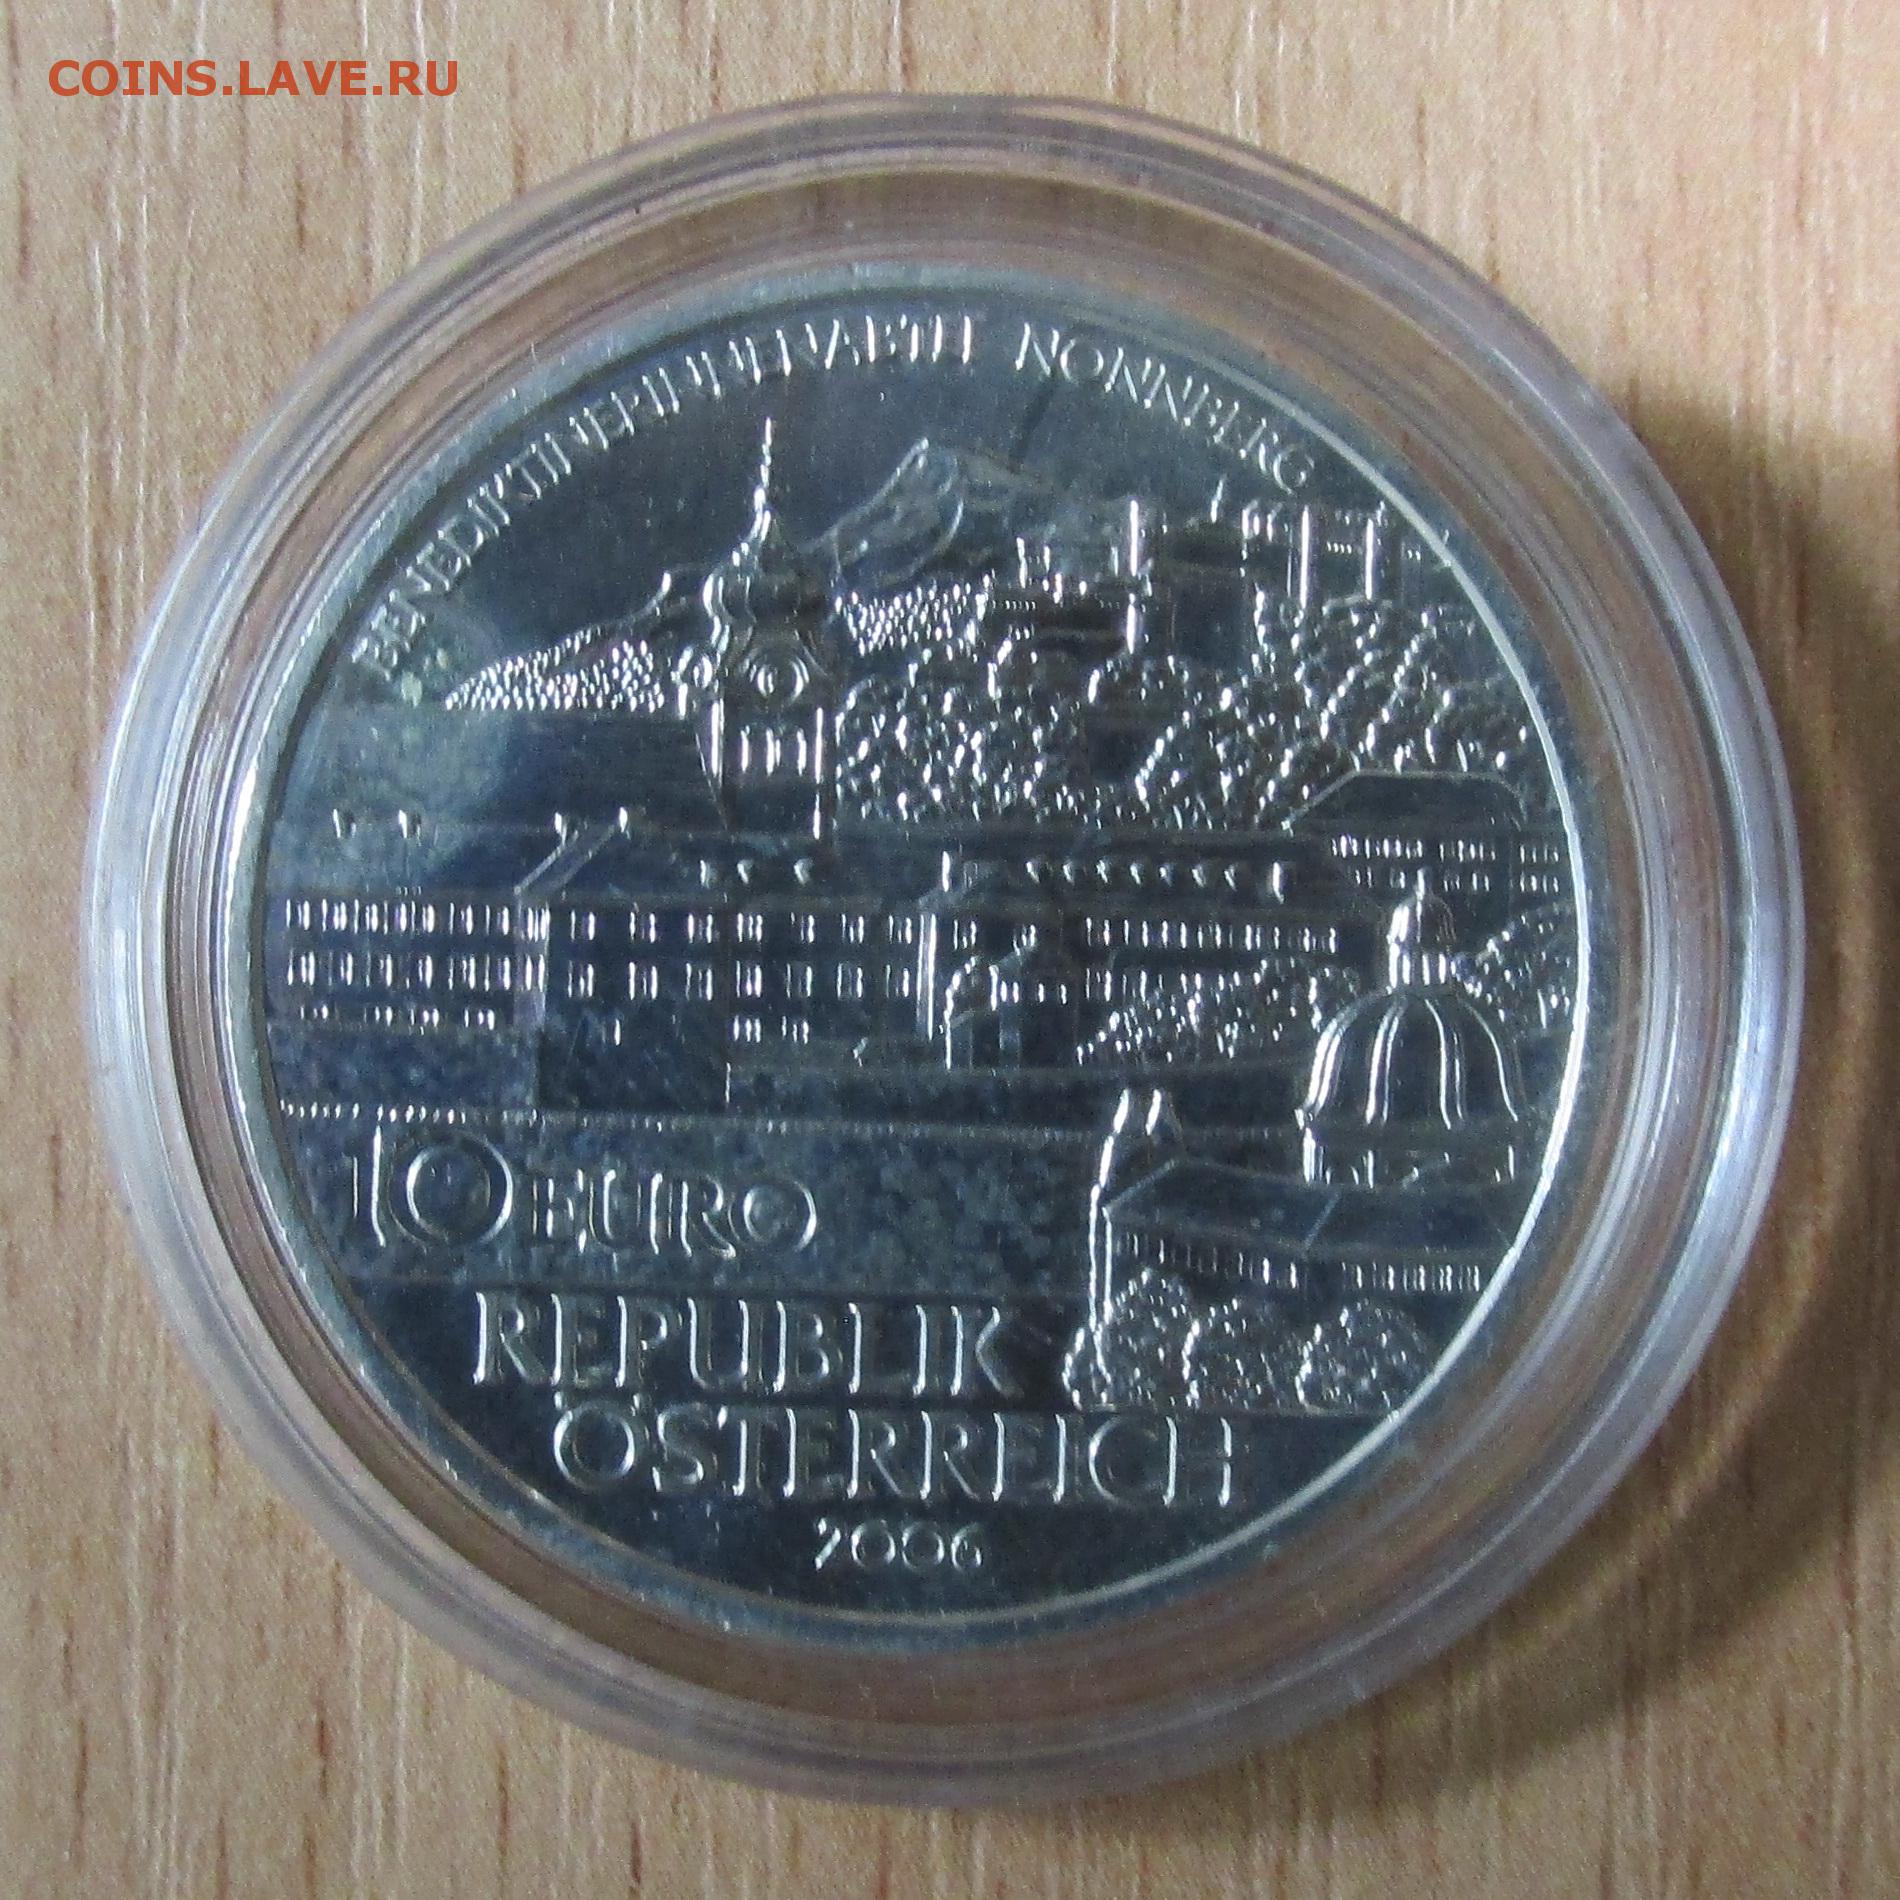 COINS.LAVE.RU
BENEDIKTINERINNENABTEI NONNBERG
10 EURO
REPUBLIK
ÖSTERREICH
2006